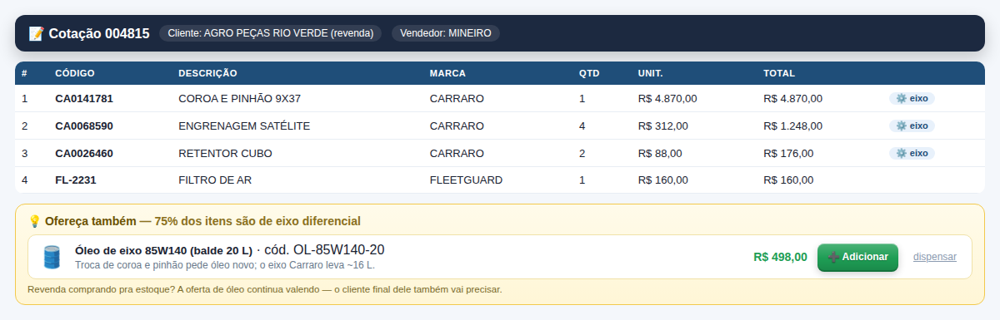 📝 Cotação 004815 Cliente: AGRO PEÇAS RIO VERDE (revenda) Vendedor: MINEIRO
# CÓDIGO DESCRIÇÃO MARCA QTD UNIT. TOTAL
1 CA0141781 COROA E PINHÃO 9X37 CARRARO 1 R$ 4.870,00 R$ 4.870,00 ⚙️ eixo
2 CA0068590 ENGRENAGEM SATÉLITE CARRARO 4 R$ 312,00 R$ 1.248,00 ⚙️ eixo
3 CA0026460 RETENTOR CUBO CARRARO 2 R$ 88,00 R$ 176,00 ⚙️ eixo
4 FL-2231 FILTRO DE AR FLEETGUARD 1 R$ 160,00 R$ 160,00
💡 Ofereça também — 75% dos itens são de eixo diferencial
Óleo de eixo 85W140 (balde 20 L) · cód. OL-85W140-20
Troca de coroa e pinhão pede óleo novo; o eixo Carraro leva ~16 L.
R$ 498,00 ➕ Adicionar dispensar
Revenda comprando pra estoque? A oferta de óleo continua valendo — o cliente final dele também vai precisar.